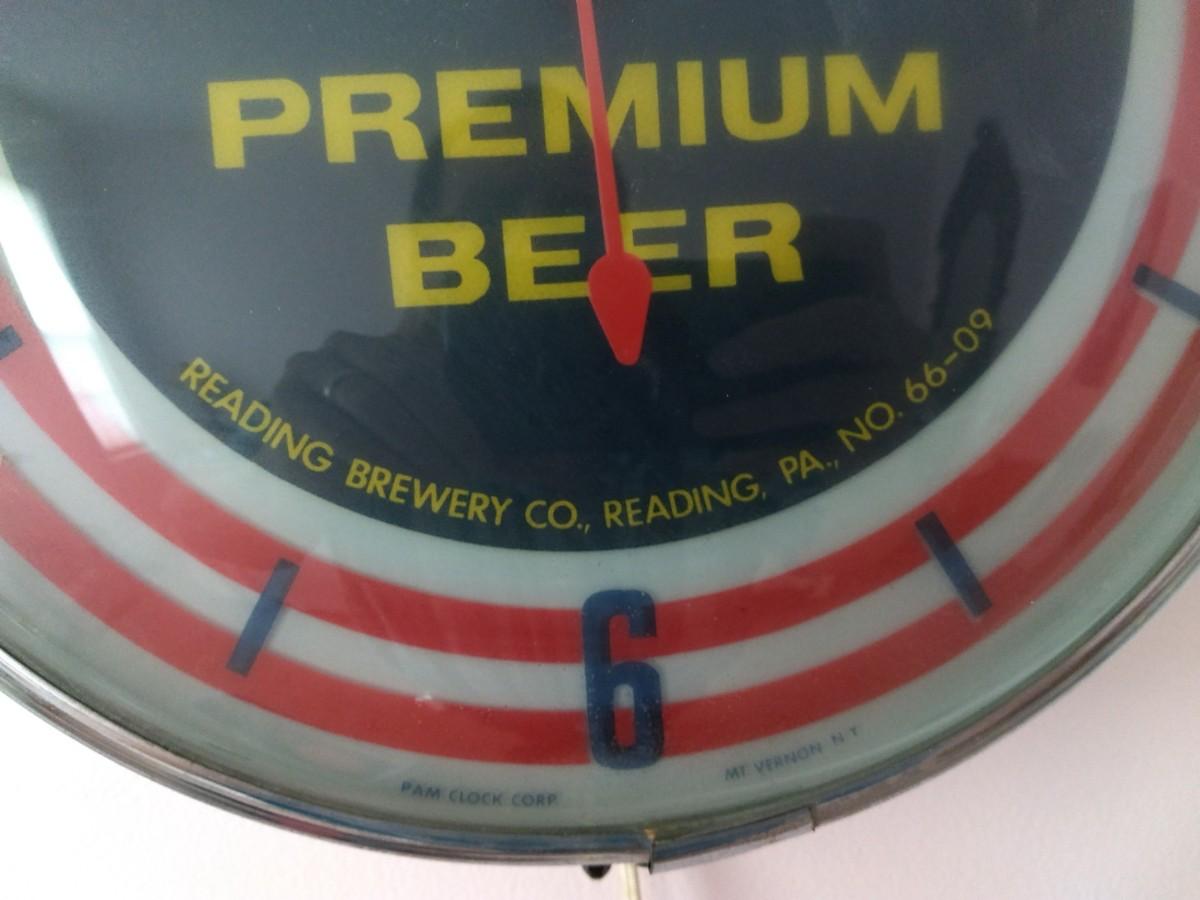 PREMIUM
BEER
READING BREWERY CO., READING, PA., NO. 66-09
6
PAM CLOCK CORP.
MT VERNON N Y